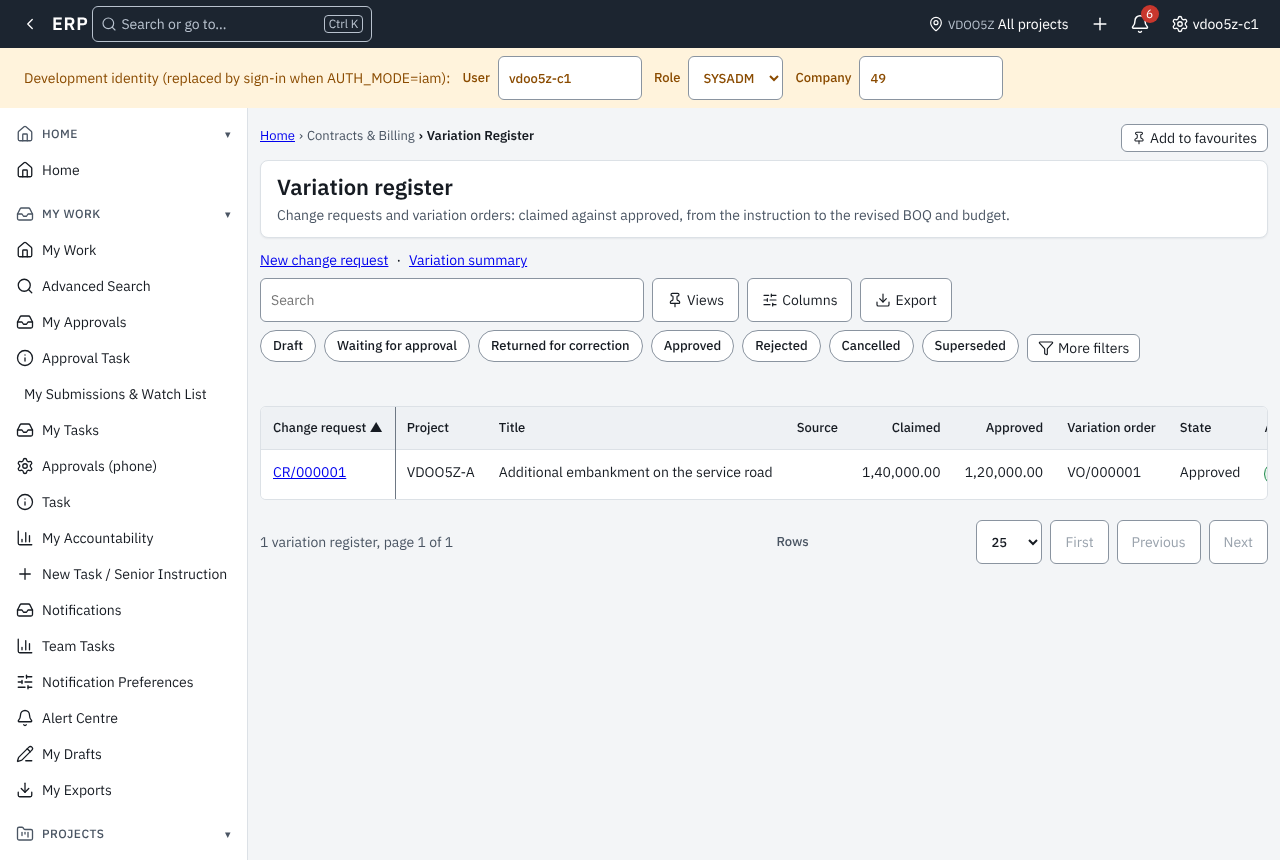 ERP Search or go to... Ctrl K VDOO5Z All projects 6 vdoo5z-c1
Development identity (replaced by sign-in when AUTH_MODE=iam): User vdoo5z-c1 Role SYSADM Company 49
HOME
Home
MY WORK
My Work
Advanced Search
My Approvals
Approval Task
My Submissions & Watch List
My Tasks
Approvals (phone)
Task
My Accountability
New Task / Senior Instruction
Notifications
Team Tasks
Notification Preferences
Alert Centre
My Drafts
My Exports
PROJECTS
Home › Contracts & Billing › Variation Register
Add to favourites
Variation register
Change requests and variation orders: claimed against approved, from the instruction to the revised BOQ and budget.
New change request · Variation summary
Search Views Columns Export
Draft Waiting for approval Returned for correction Approved Rejected Cancelled Superseded More filters
Change request ▲ Project Title Source Claimed Approved Variation order State
CR/000001 VDOO5Z-A Additional embankment on the service road 1,40,000.00 1,20,000.00 VO/000001 Approved
1 variation register, page 1 of 1 Rows 25 First Previous Next